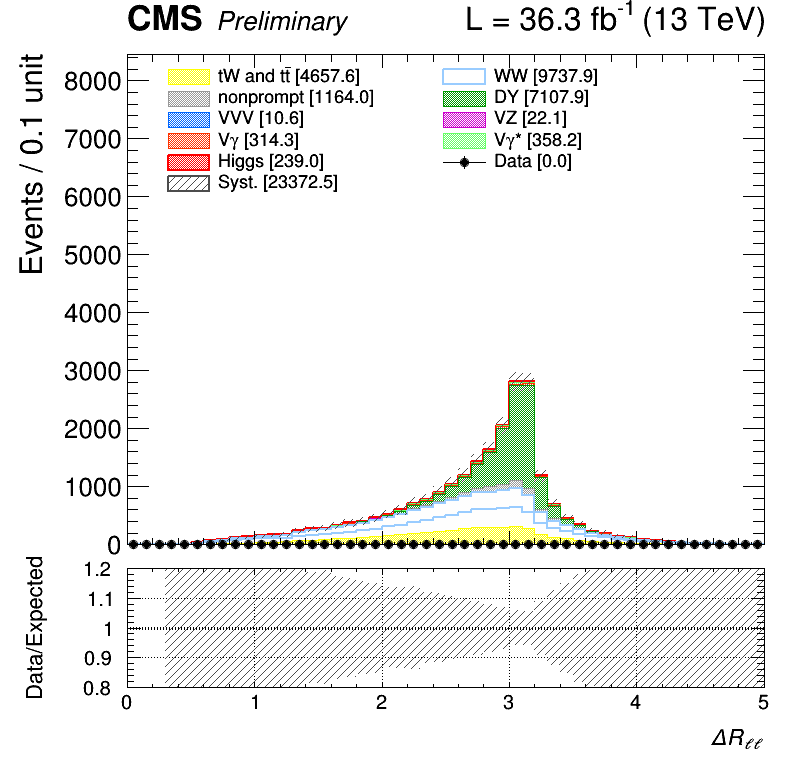 CMS Preliminary L = 36.3 fb⁻¹ (13 TeV)
Events / 0.1 unit
8000
7000
6000
5000
4000
3000
2000
1000
0
tW and tt̄ [4657.6]
nonprompt [1164.0]
VVV [10.6]
Vγ [314.3]
Higgs [239.0]
Syst. [23372.5]
WW [9737.9]
DY [7107.9]
VZ [22.1]
Vγ* [358.2]
Data [0.0]
Data/Expected
1.2
1.1
1
0.9
0.8
0 1 2 3 4 5
ΔRℓℓ